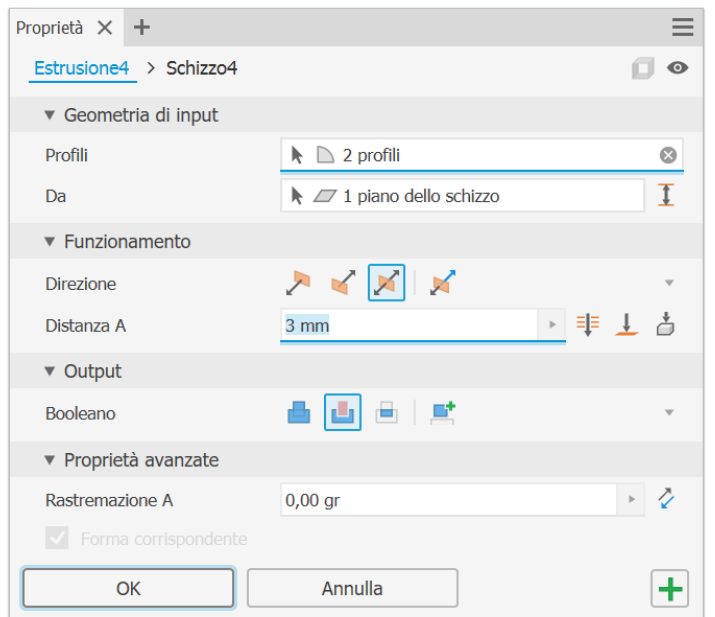 Proprietà
Estrusione4 > Schizzo4
Geometria di input
Profili 2 profili
Da 1 piano dello schizzo
Funzionamento
Direzione
Distanza A 3 mm
Output
Booleano
Proprietà avanzate
Rastremazione A 0,00 gr
Forma corrispondente
OK Annulla